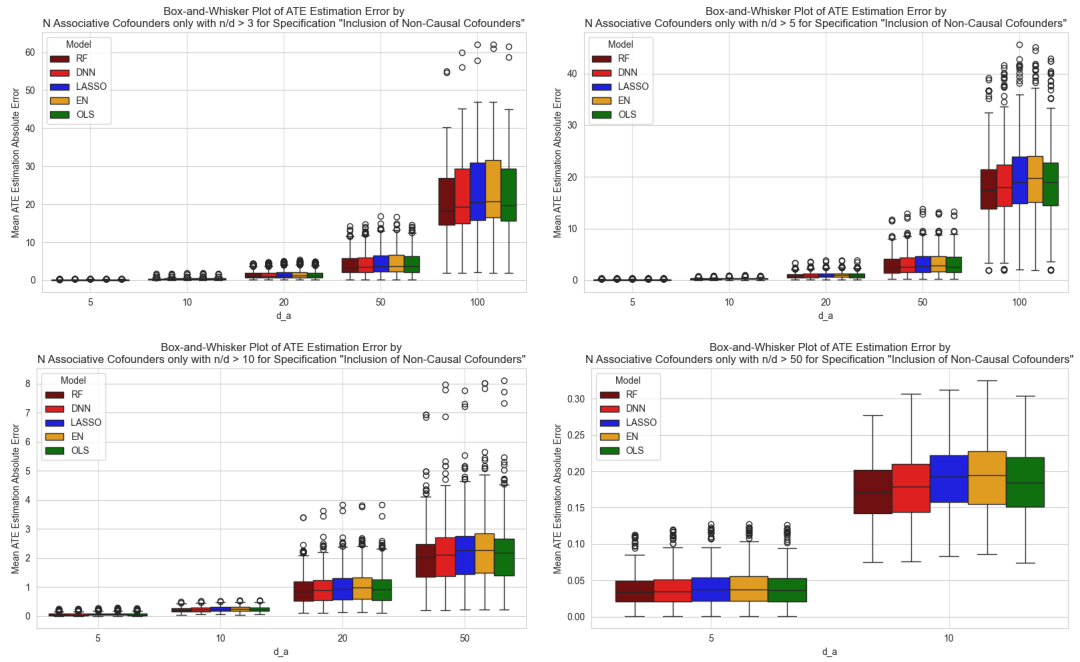 Box-and-Whisker Plot of ATE Estimation Error by
N Associative Cofounders only with n/d > 3 for Specification "Inclusion of Non-Causal Cofounders"
Model
RF
DNN
LASSO
EN
OLS
Mean ATE Estimation Absolute Error
60
50
40
30
20
10
0
5
10
20
50
100
d_a
Box-and-Whisker Plot of ATE Estimation Error by
N Associative Cofounders only with n/d > 5 for Specification "Inclusion of Non-Causal Cofounders"
Model
RF
DNN
LASSO
EN
OLS
Mean ATE Estimation Absolute Error
40
30
20
10
0
5
10
20
50
100
d_a
Box-and-Whisker Plot of ATE Estimation Error by
N Associative Cofounders only with n/d > 10 for Specification "Inclusion of Non-Causal Cofounders"
Model
RF
DNN
LASSO
EN
OLS
Mean ATE Estimation Absolute Error
8
7
6
5
4
3
2
1
0
5
10
20
50
d_a
Box-and-Whisker Plot of ATE Estimation Error by
N Associative Cofounders only with n/d > 50 for Specification "Inclusion of Non-Causal Cofounders"
Model
RF
DNN
LASSO
EN
OLS
Mean ATE Estimation Absolute Error
0.30
0.25
0.20
0.15
0.10
0.05
0.00
5
10
d_a